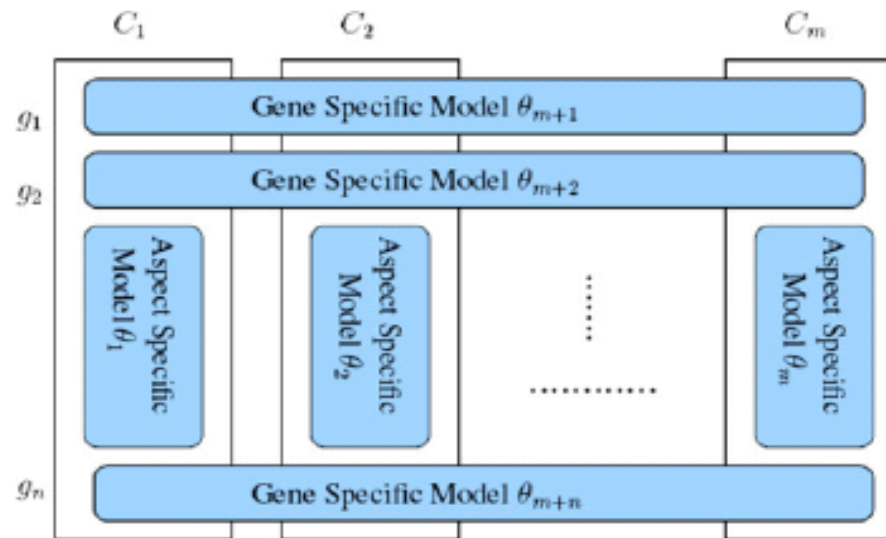 C₁ C₂ Cₘ
g₁ Gene Specific Model θₘ₊₁
g₂ Gene Specific Model θₘ₊₂
Aspect Specific
Model θ₁
Aspect Specific
Model θ₂
Aspect Specific
Model θₘ
gₙ Gene Specific Model θₘ₊ₙ